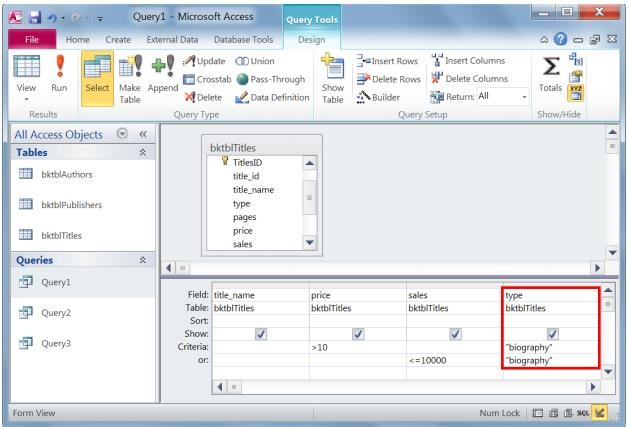 Query1 - Microsoft Access
Query Tools
File Home Create External Data Database Tools Design
View
Run
Select
Make Table
Append
Update
Crosstab
Delete
Union
Pass-Through
Data Definition
Show Table
Insert Rows
Delete Rows
Builder
Insert Columns
Delete Columns
Return: All
Totals
XYZ
Results Query Type Query Setup Show/Hide
All Access Objects
Tables
bktblAuthors
bktblPublishers
bktblTitles
Queries
Query1
Query2
Query3
bktblTitles
TitlesID
title_id
title_name
type
pages
price
sales
Field: title_name price sales type
Table: bktblTitles bktblTitles bktblTitles bktblTitles
Sort:
Show:
Criteria: >10 "biography"
or: <=10000 "biography"
Form View Num Lock SQL